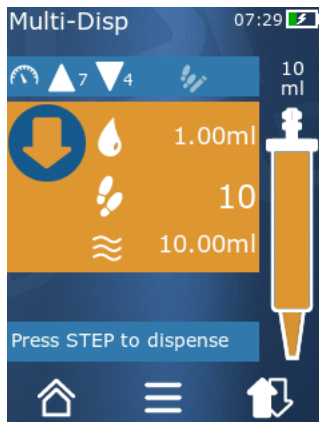 Multi-Disp 07:29
7 4
10
ml
1.00ml
10
10.00ml
Press STEP to dispense